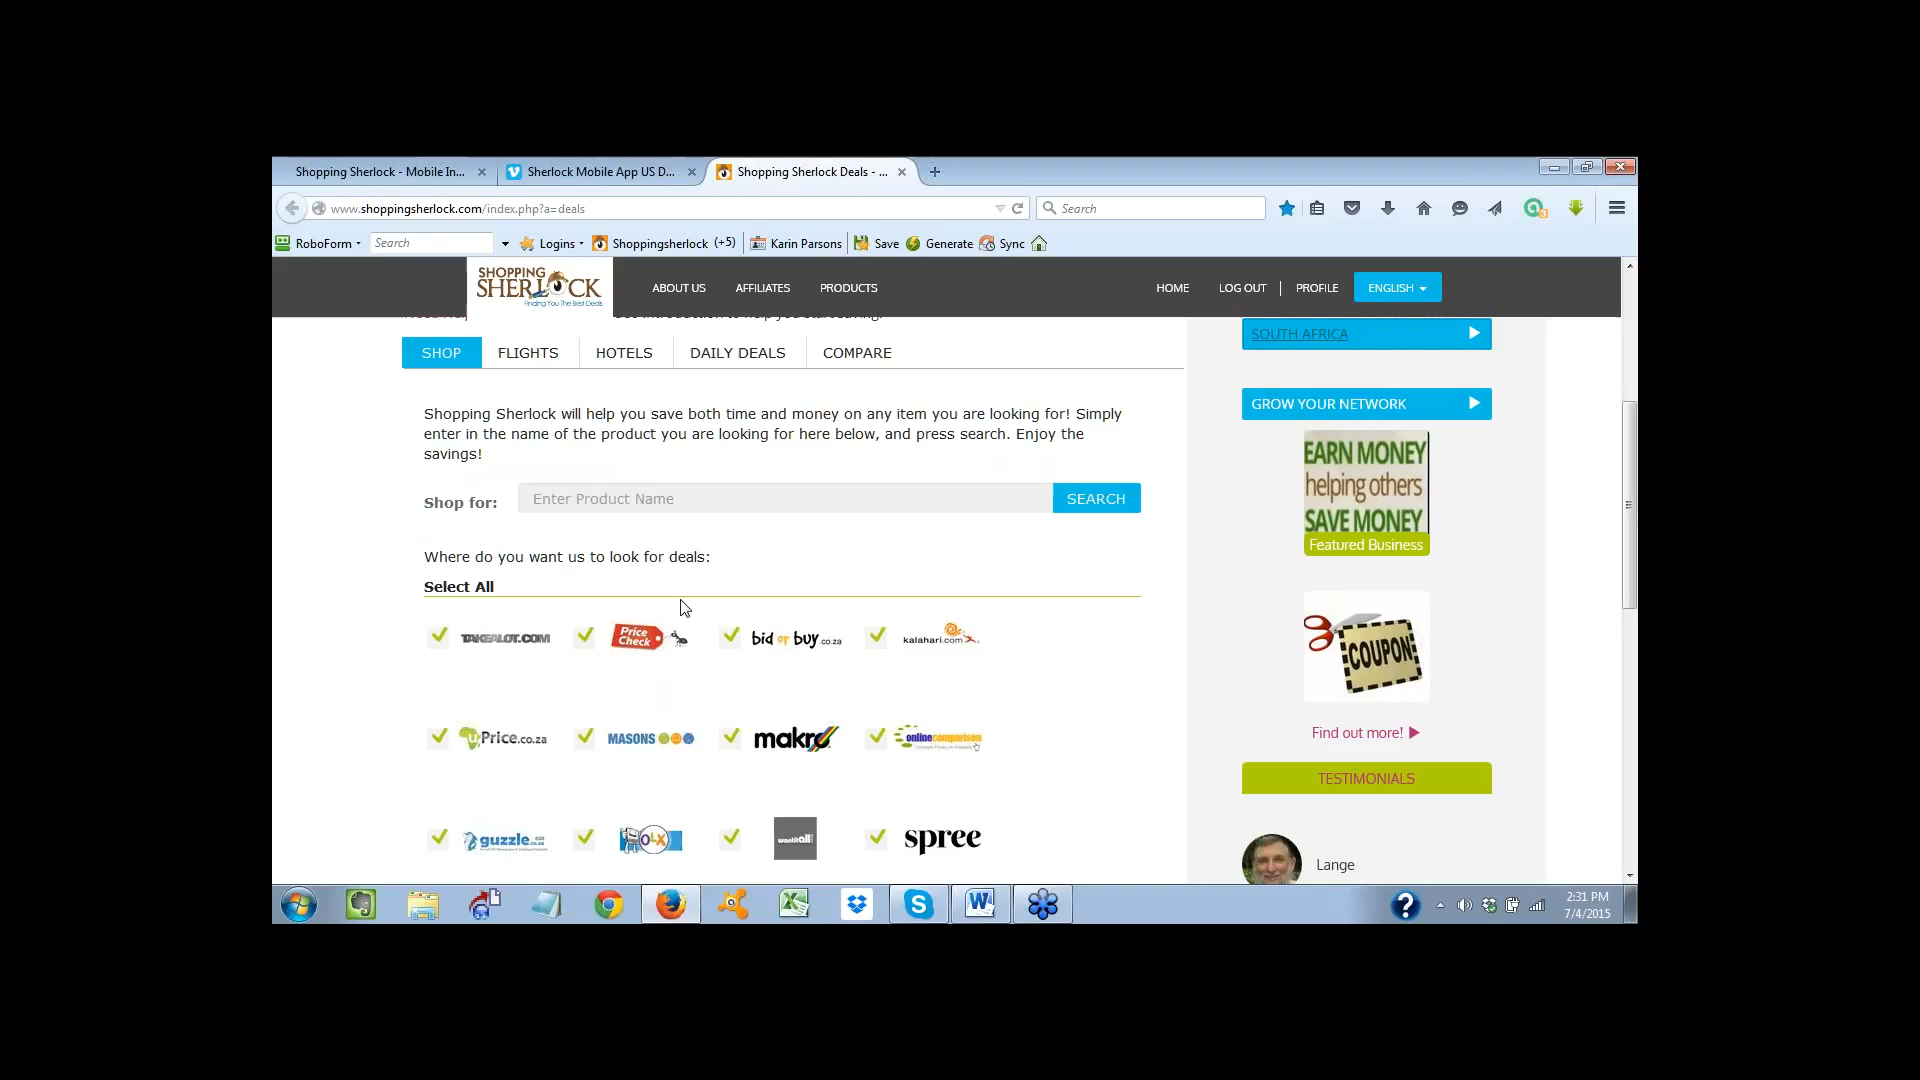 Shopping Sherlock - Mobile In...
Sherlock Mobile App US D...
Shopping Sherlock Deals - ...
www.shoppingsherlock.com/index.php?a=deals
Search
RoboForm
Search
Logins
Shoppingsherlock (+5)
Karin Parsons
Save
Generate
Sync
SHOPPING
SHERLOCK
Finding You The Best Deals
ABOUT US
AFFILIATES
PRODUCTS
HOME
LOG OUT
PROFILE
ENGLISH
SHOP
FLIGHTS
HOTELS
DAILY DEALS
COMPARE
Shopping Sherlock will help you save both time and money on any item you are looking for! Simply
enter in the name of the product you are looking for here below, and press search. Enjoy the
savings!
Shop for:
Enter Product Name
SEARCH
Where do you want us to look for deals:
Select All
TAKEALOT.COM
Price
Check
bid or buy.co.za
kalahari.com
uPrice.co.za
MASONS
makro
onlinecomparison
guzzle.co.za
OLX
wantitall
spree
SOUTH AFRICA
GROW YOUR NETWORK
EARN MONEY
helping others
SAVE MONEY
Featured Business
COUPON
Find out more!
TESTIMONIALS
Lange
3
2:31 PM
7/4/2015